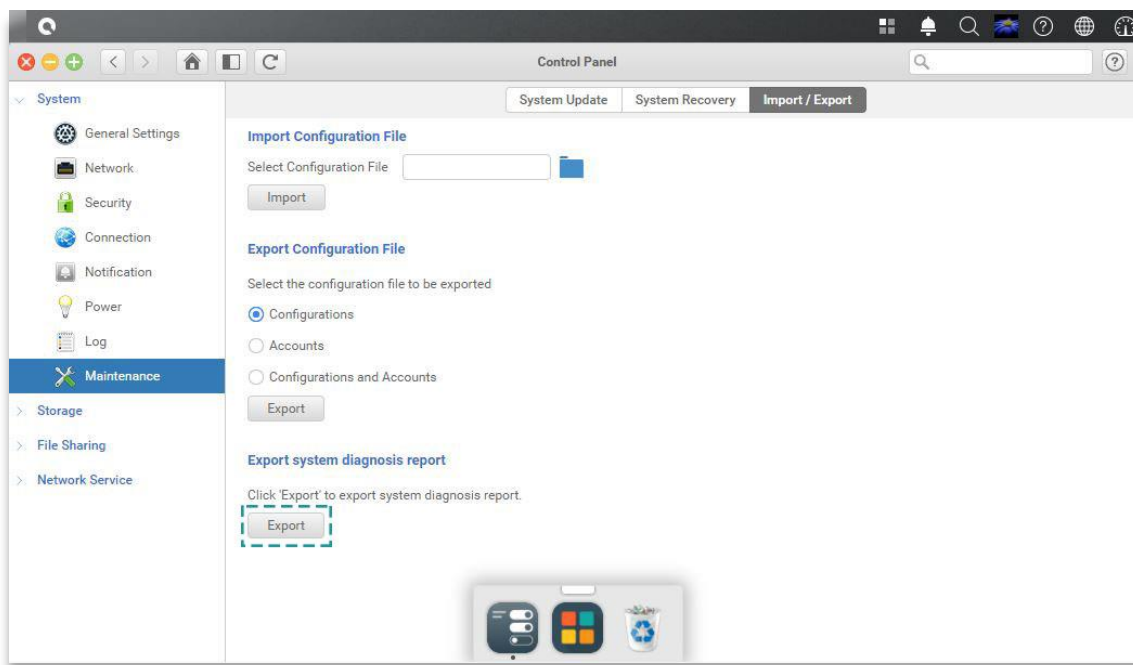 Control Panel
System
General Settings
Network
Security
Connection
Notification
Power
Log
Maintenance
Storage
File Sharing
Network Service
System Update
System Recovery
Import / Export
Import Configuration File
Select Configuration File
Import
Export Configuration File
Select the configuration file to be exported
Configurations
Accounts
Configurations and Accounts
Export
Export system diagnosis report
Click 'Export' to export system diagnosis report.
Export